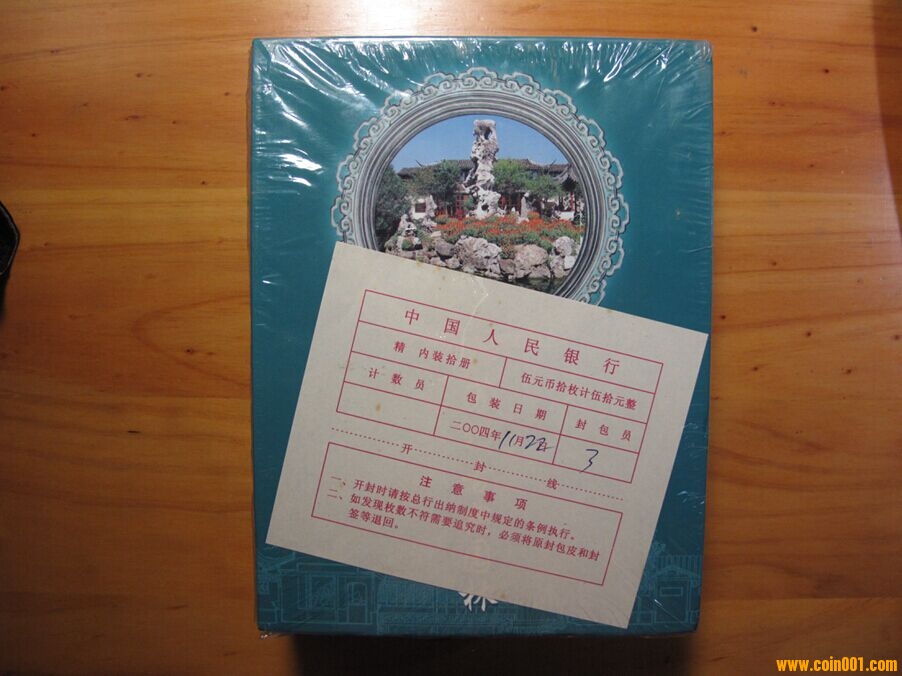 中国人民银行
精 内装拾册 伍元币拾枚计伍拾元整
计数员 包装日期 封包员
二〇〇四年11月22日 3
开 封 线
注意事项
一、开封时请按总行出纳制度中规定的条例执行。
二、如发现枚数不符需要追究时，必须将原封包皮和封
签等退回。
林
www.coin001.com